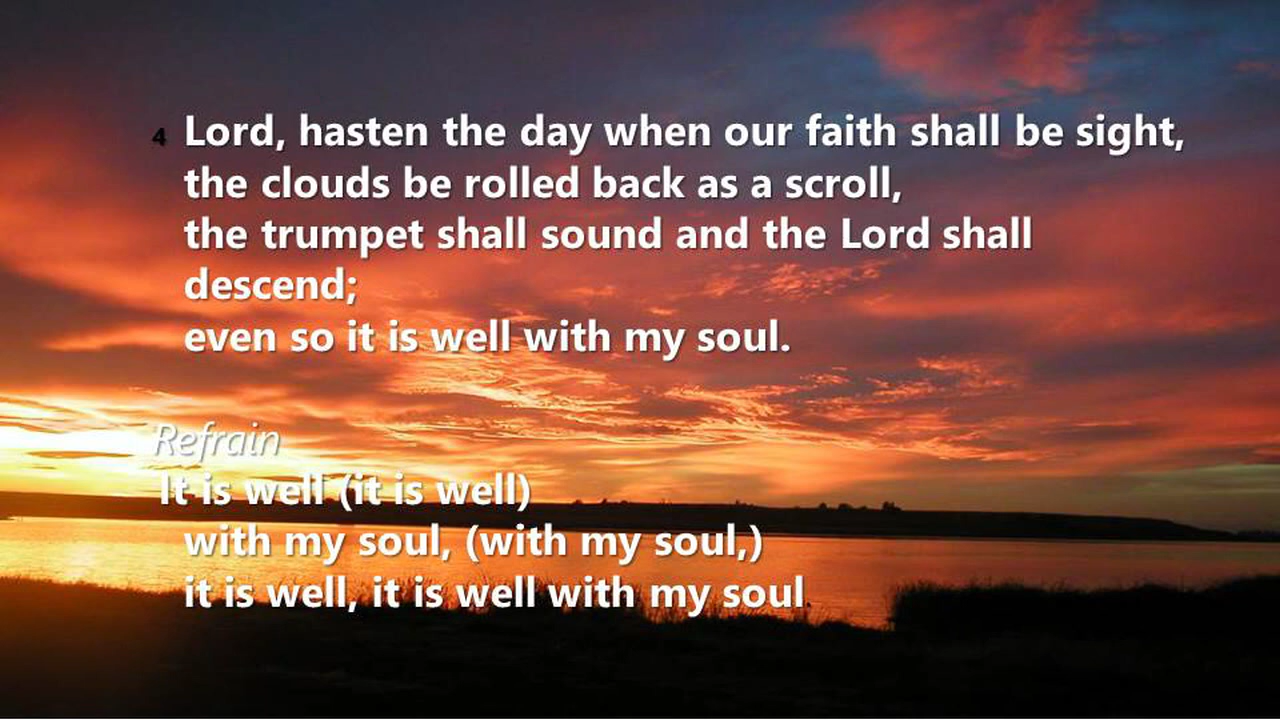 4 Lord, hasten the day when our faith shall be sight,
the clouds be rolled back as a scroll,
the trumpet shall sound and the Lord shall
descend;
even so it is well with my soul.
Refrain
It is well (it is well)
with my soul, (with my soul,)
it is well, it is well with my soul.